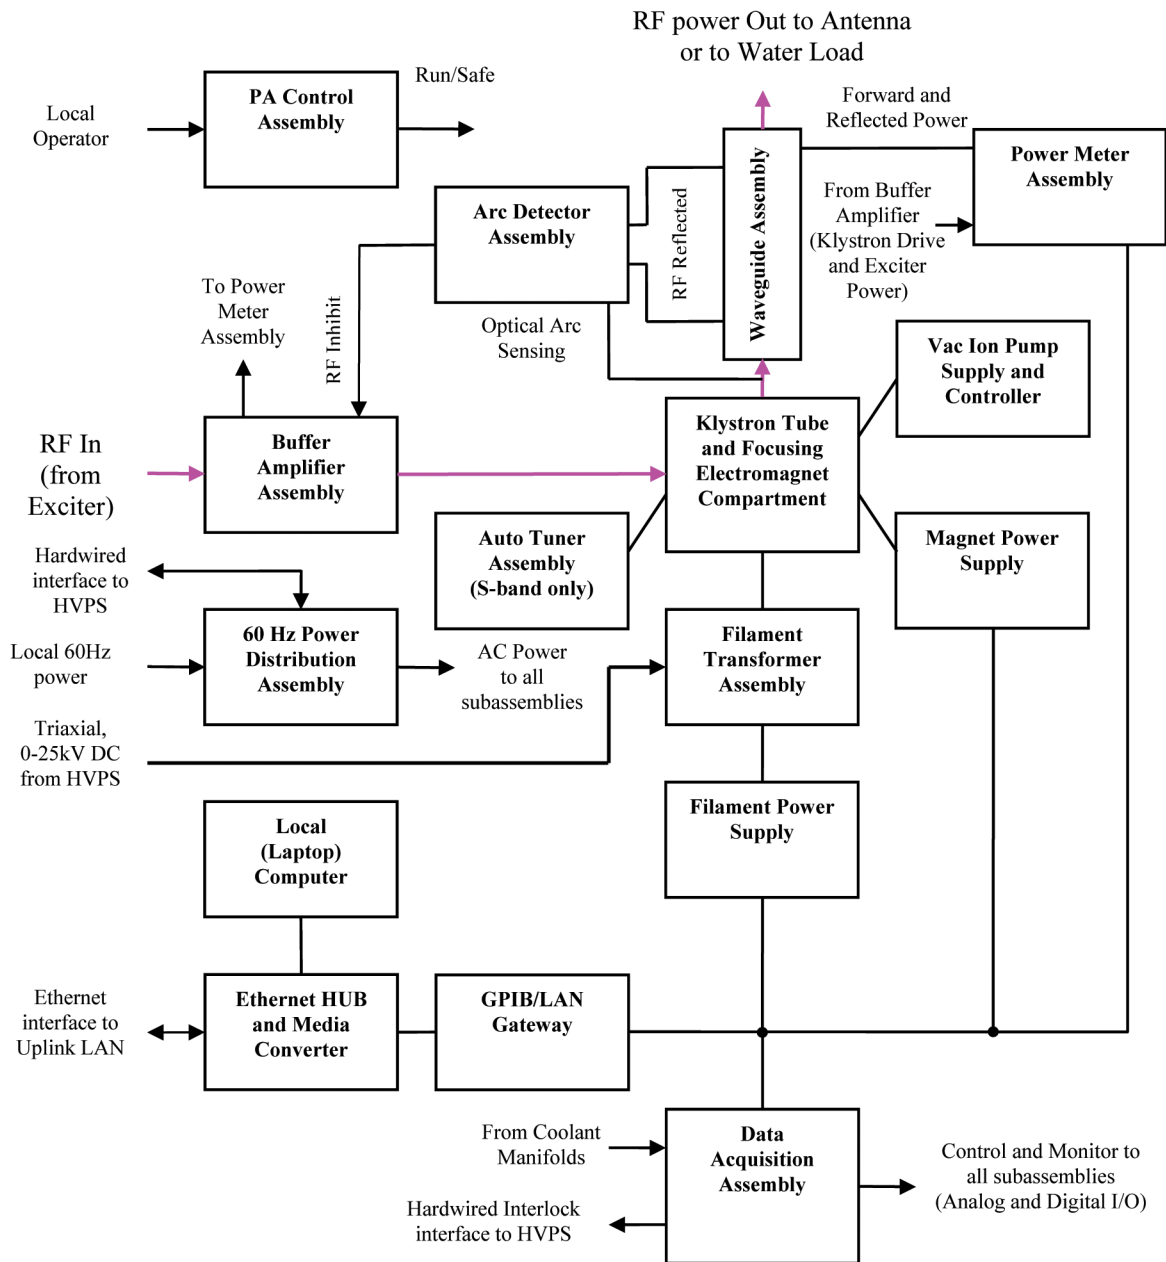 RF power Out to Antenna
or to Water Load
PA Control
Assembly
Run/Safe
Local
Operator
Forward and
Reflected Power
Power Meter
Assembly
Waveguide Assembly
Arc Detector
Assembly
RF Reflected
From Buffer
Amplifier
(Klystron Drive
and Exciter
Power)
To Power
Meter
Assembly
RF Inhibit
Optical Arc
Sensing
Vac Ion Pump
Supply and
Controller
RF In
(from
Exciter)
Buffer
Amplifier
Assembly
Klystron Tube
and Focusing
Electromagnet
Compartment
Auto Tuner
Assembly
(S-band only)
Magnet Power
Supply
Hardwired
interface to
HVPS
Local 60Hz
power
60 Hz Power
Distribution
Assembly
AC Power
to all
subassemblies
Filament
Transformer
Assembly
Triaxial,
0-25kV DC
from HVPS
Filament Power
Supply
Local
(Laptop)
Computer
Ethernet
interface to
Uplink LAN
Ethernet HUB
and Media
Converter
GPIB/LAN
Gateway
From Coolant
Manifolds
Data
Acquisition
Assembly
Hardwired Interlock
interface to HVPS
Control and Monitor to
all subassemblies
(Analog and Digital I/O)